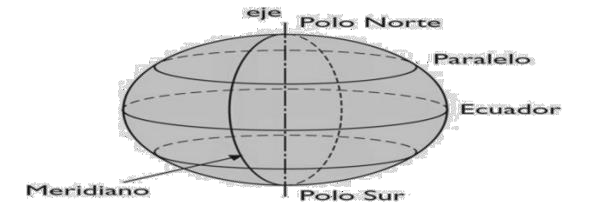 eje
Polo Norte
Paralelo
Ecuador
Meridiano
Polo Sur